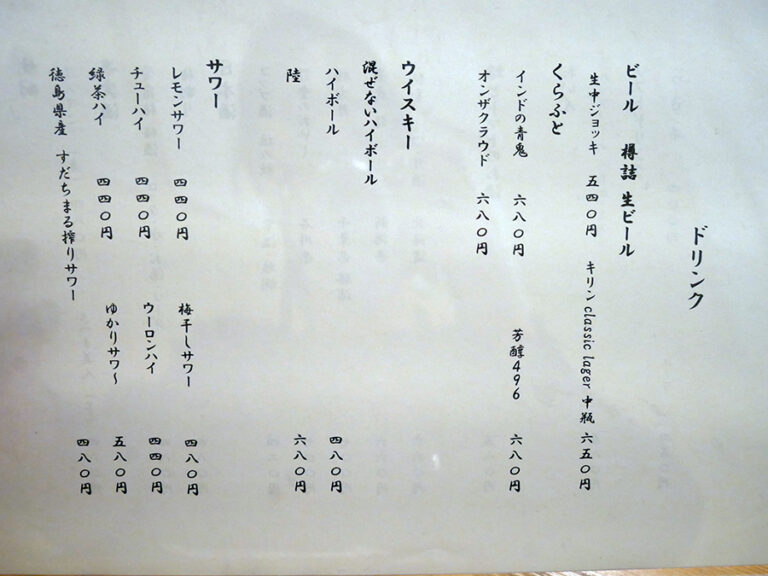 ドリンク
ビール 樽詰 生ビール
生中ジョッキ 五四〇円 キリン classic lager 中瓶 六五〇円
くらふと
インドの青鬼 六八〇円 芳醇496 六八〇円
オンザクラウド 六八〇円
ウイスキー
混ぜないハイボール
ハイボール 四八〇円
陸 六八〇円
サワー
レモンサワー 四四〇円 梅干しサワー 四八〇円
チューハイ 四四〇円 ウーロンハイ 四四〇円
緑茶ハイ 四四〇円 ゆかりサワ〜 五八〇円
徳島県産 すだちまる搾りサワー 四八〇円